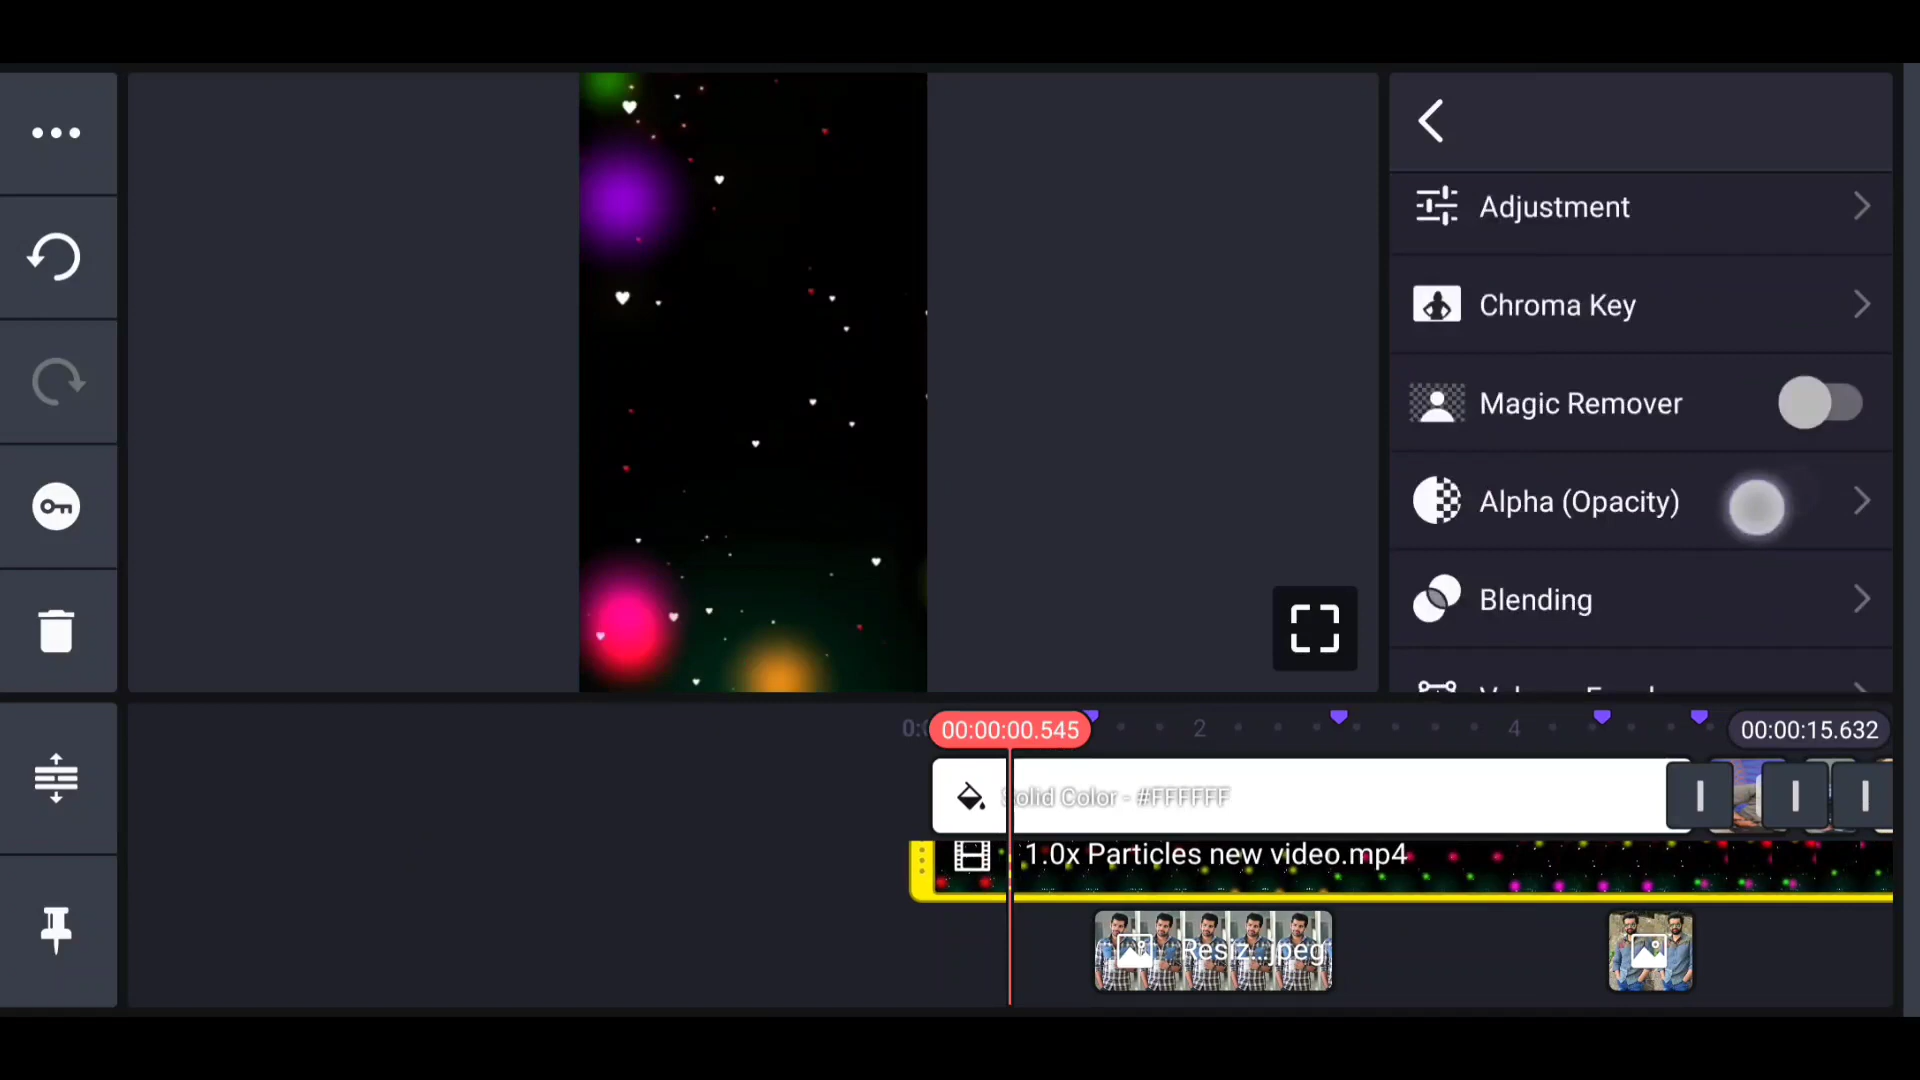 Adjustment
Chroma Key
Magic Remover
Alpha (Opacity)
Blending
00:00:00.545
2
4
00:00:15.632
Solid Color - #FFFFFF
1.0x Particles new video.mp4
Resiz...jpeg